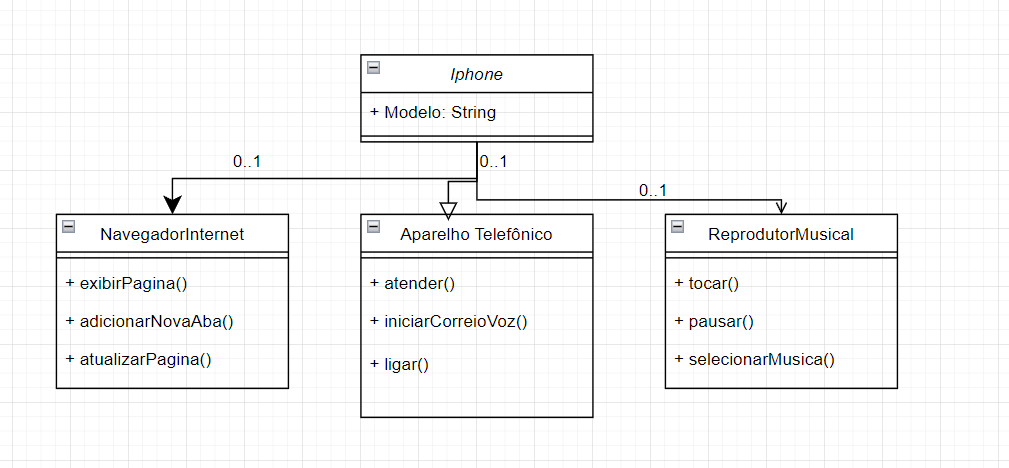 Iphone
+ Modelo: String
0..1
0..1
0..1
NavegadorInternet
+ exibirPagina()
+ adicionarNovaAba()
+ atualizarPagina()
Aparelho Telefônico
+ atender()
+ iniciarCorreioVoz()
+ ligar()
ReprodutorMusical
+ tocar()
+ pausar()
+ selecionarMusica()